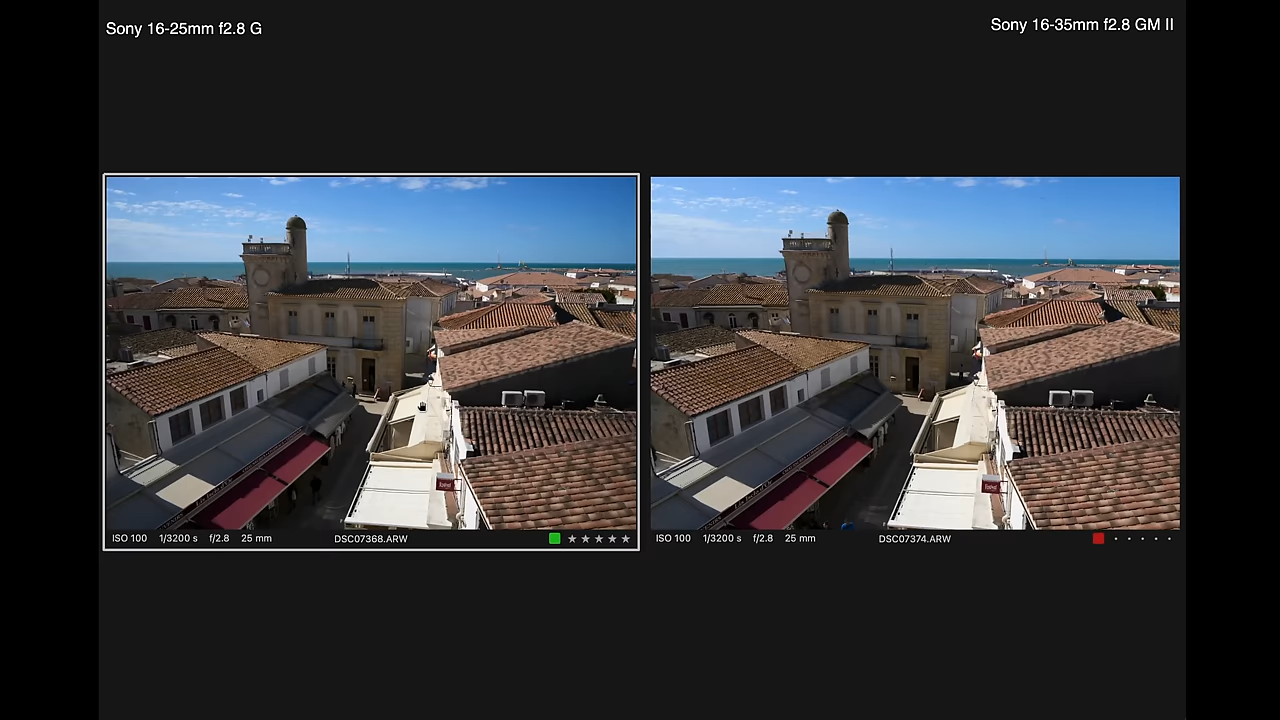 Sony 16-25mm f2.8 G
Sony 16-35mm f2.8 GM II
ISO 100 1/3200 s f/2.8 25 mm DSC07368.ARW
ISO 100 1/3200 s f/2.8 25 mm DSC07374.ARW